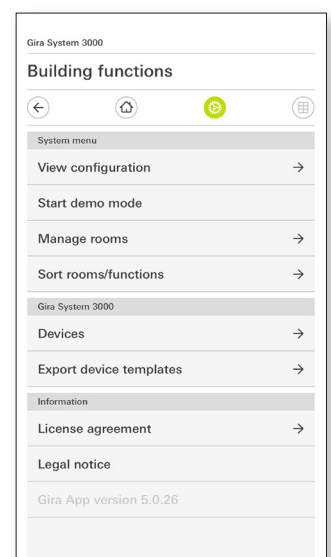 Gira System 3000
Building functions
System menu
View configuration
Start demo mode
Manage rooms
Sort rooms/functions
Gira System 3000
Devices
Export device templates
Information
License agreement
Legal notice
Gira App version 5.0.26